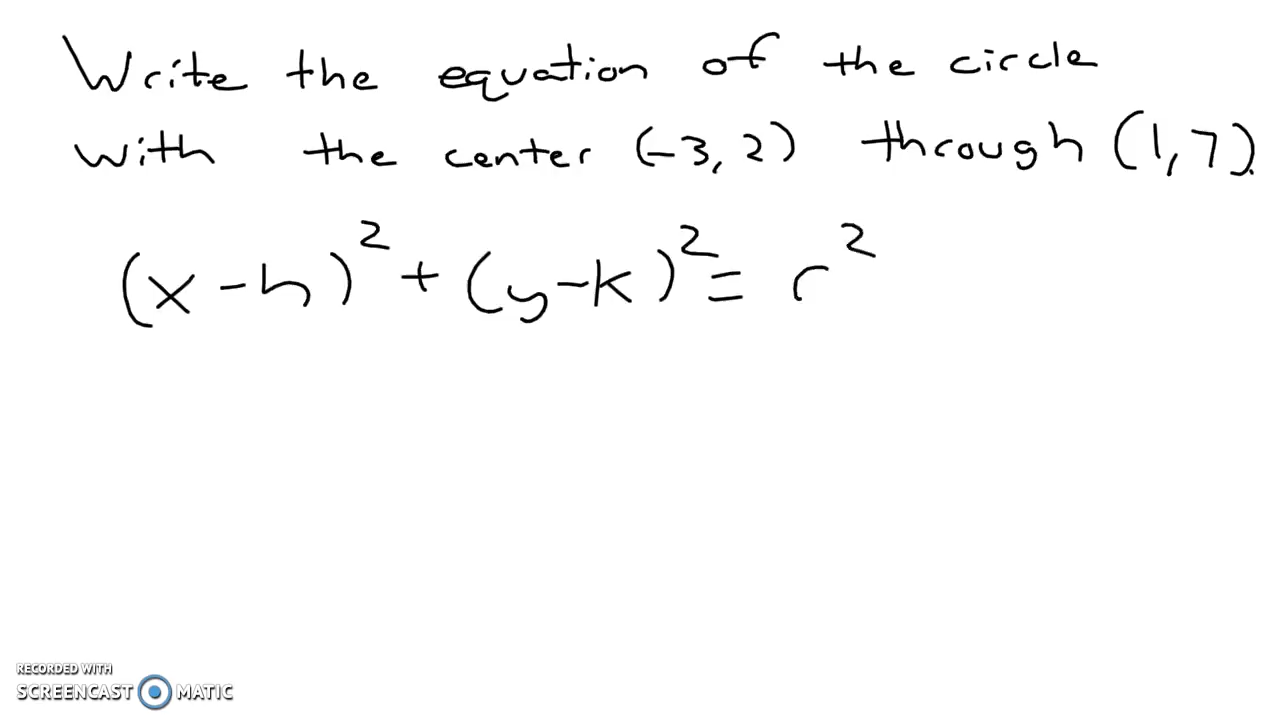 Write the equation of the circle
with the center (-3, 2) through (1, 7).
(x - h)² + (y - k)² = r²
RECORDED WITH
SCREENCAST MATIC